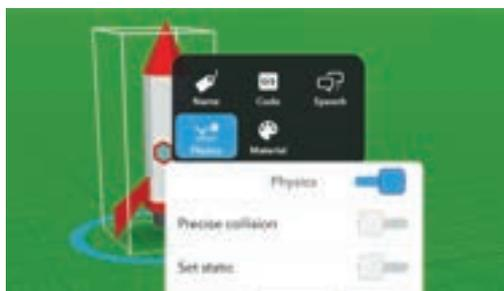 Name Code Speech
Physics Material
Physics
Precise collision
Set static